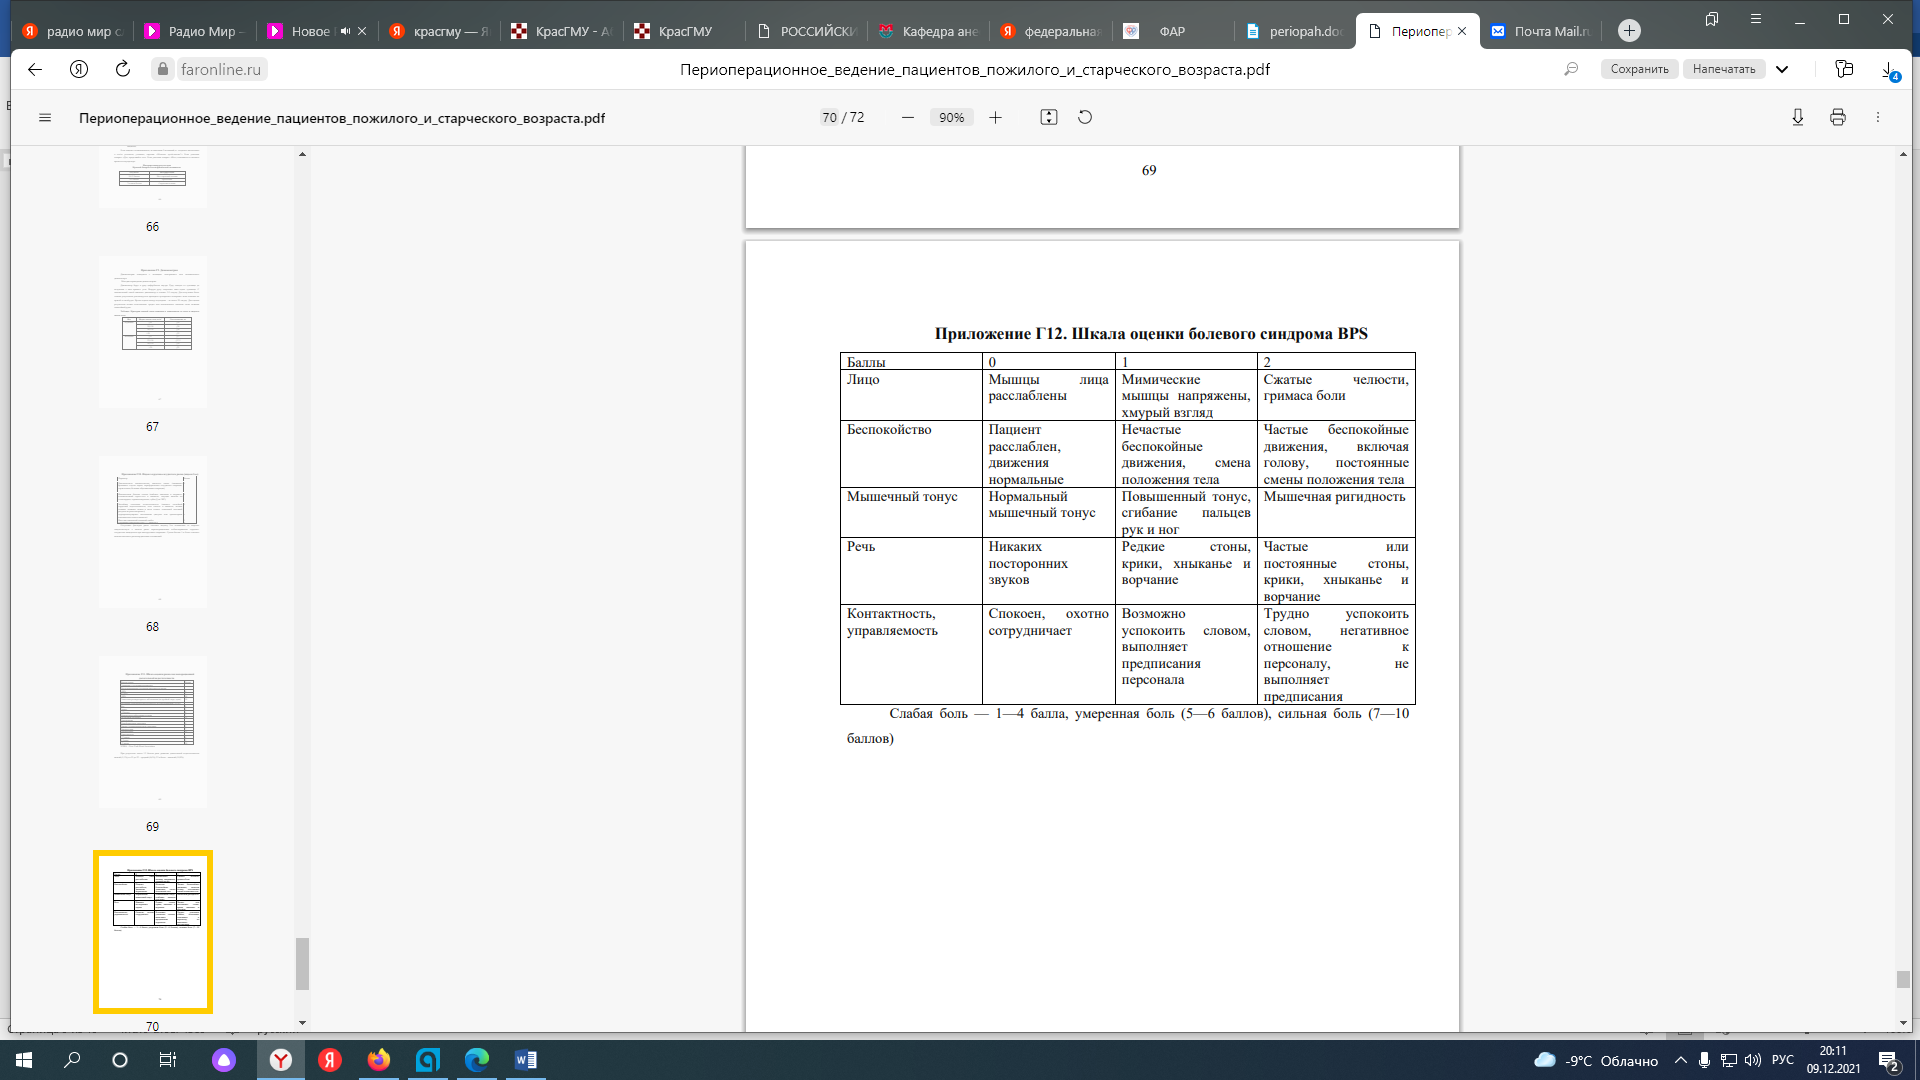 радио мир с
Радио Мир –
Новое
красгму — Я
КрасГМУ - А
КрасГМУ
РОССИЙСКИ
Кафедра ане
федеральная
ФАР
periopah.doc
Периопер
Почта Mail.ru
faronline.ru
Периоперационное_ведение_пациентов_пожилого_и_старческого_возраста.pdf
Сохранить
Напечатать
4
Периоперационное_ведение_пациентов_пожилого_и_старческого_возраста.pdf
70 / 72
90%
66
67
68
69
70
69
Приложение Г12. Шкала оценки болевого синдрома BPS
Баллы 0 1 2
Лицо
Мышцы лица
расслаблены
Мимические
мышцы напряжены,
хмурый взгляд
Сжатые челюсти,
гримаса боли
Беспокойство
Пациент
расслаблен,
движения
нормальные
Нечастые
беспокойные
движения, смена
положения тела
Частые беспокойные
движения, включая
голову, постоянные
смены положения тела
Мышечный тонус
Нормальный
мышечный тонус
Повышенный тонус,
сгибание пальцев
рук и ног
Мышечная ригидность
Речь
Никаких
посторонних
звуков
Редкие стоны,
крики, хныканье и
ворчание
Частые или
постоянные стоны,
крики, хныканье и
ворчание
Контактность,
управляемость
Спокоен, охотно
сотрудничает
Возможно
успокоить словом,
выполняет
предписания
персонала
Трудно успокоить
словом, негативное
отношение к
персоналу, не
выполняет
предписания
Слабая боль — 1—4 балла, умеренная боль (5—6 баллов), сильная боль (7—10
баллов)
-9°C Облачно
РУС
20:11
09.12.2021
2